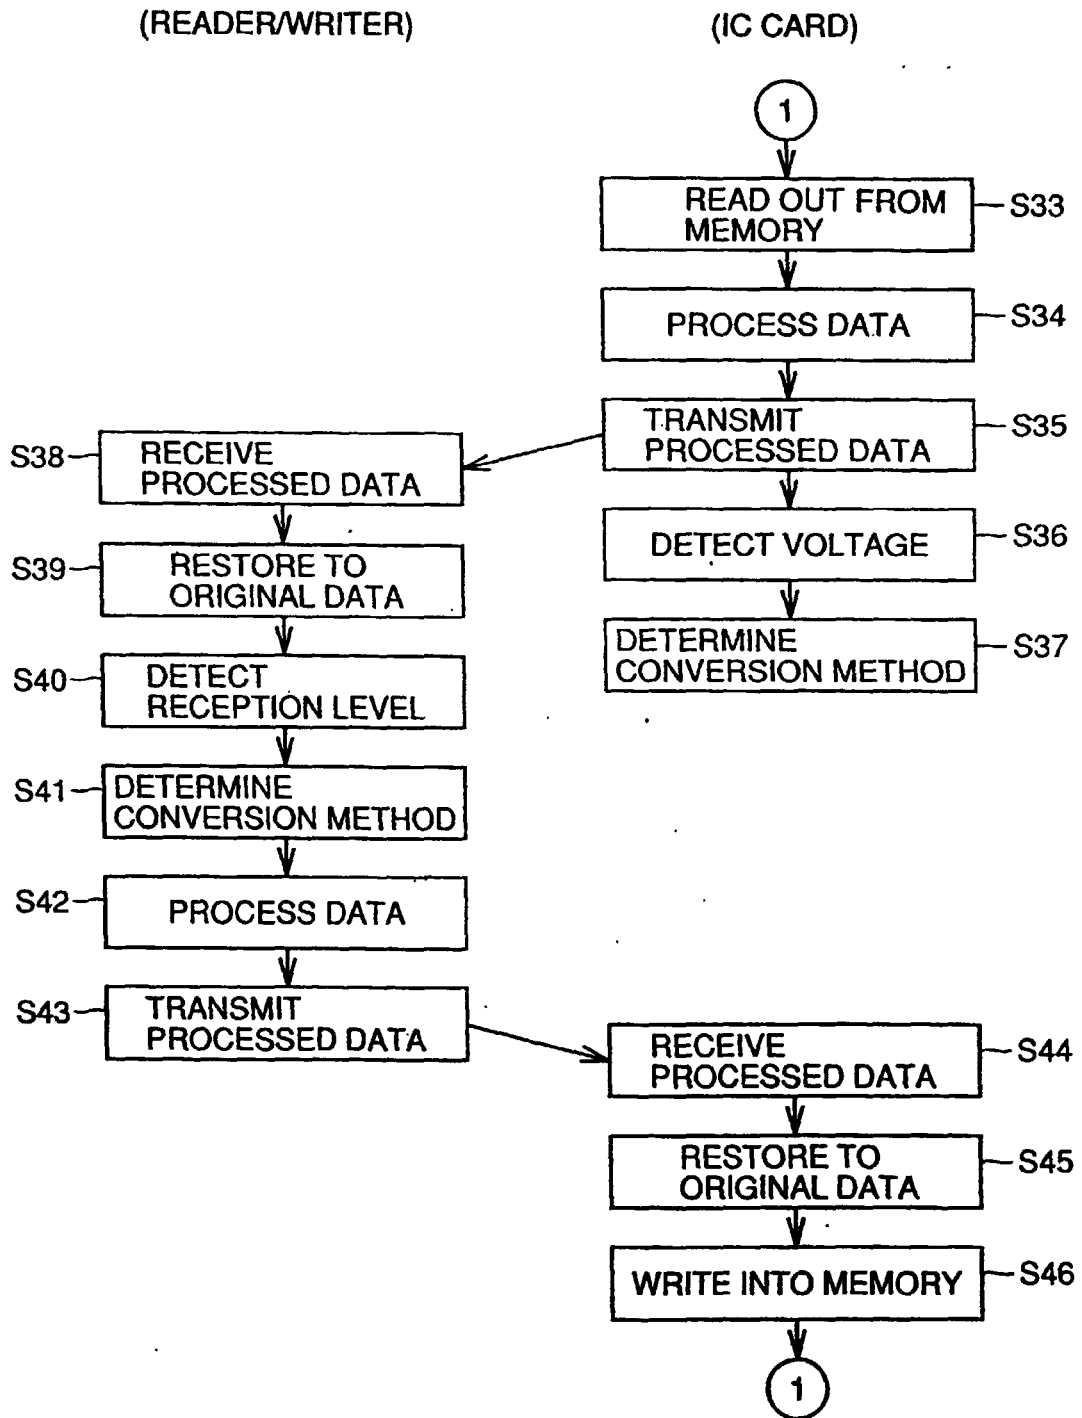 (READER/WRITER)
(IC CARD)
1
READ OUT FROM
MEMORY
S33
PROCESS DATA
S34
TRANSMIT
PROCESSED DATA
S35
S38
RECEIVE
PROCESSED DATA
DETECT VOLTAGE
S36
S39
RESTORE TO
ORIGINAL DATA
DETERMINE
CONVERSION METHOD
S37
S40
DETECT
RECEPTION LEVEL
S41
DETERMINE
CONVERSION METHOD
S42
PROCESS DATA
S43
TRANSMIT
PROCESSED DATA
RECEIVE
PROCESSED DATA
S44
RESTORE TO
ORIGINAL DATA
S45
WRITE INTO MEMORY
S46
1